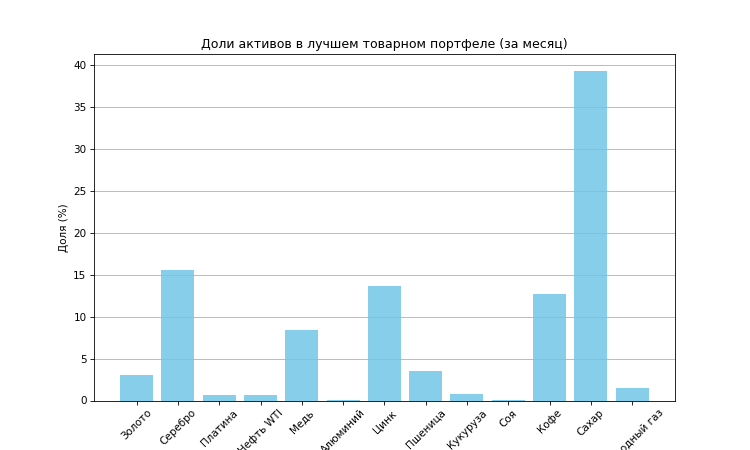 Доли активов в лучшем товарном портфеле (за месяц)
Доля (%)
40
35
30
25
20
15
10
5
0
Золото
Серебро
Платина
Нефть WTI
Медь
Алюминий
Цинк
Пшеница
Кукуруза
Соя
Кофе
Сахар
одный газ